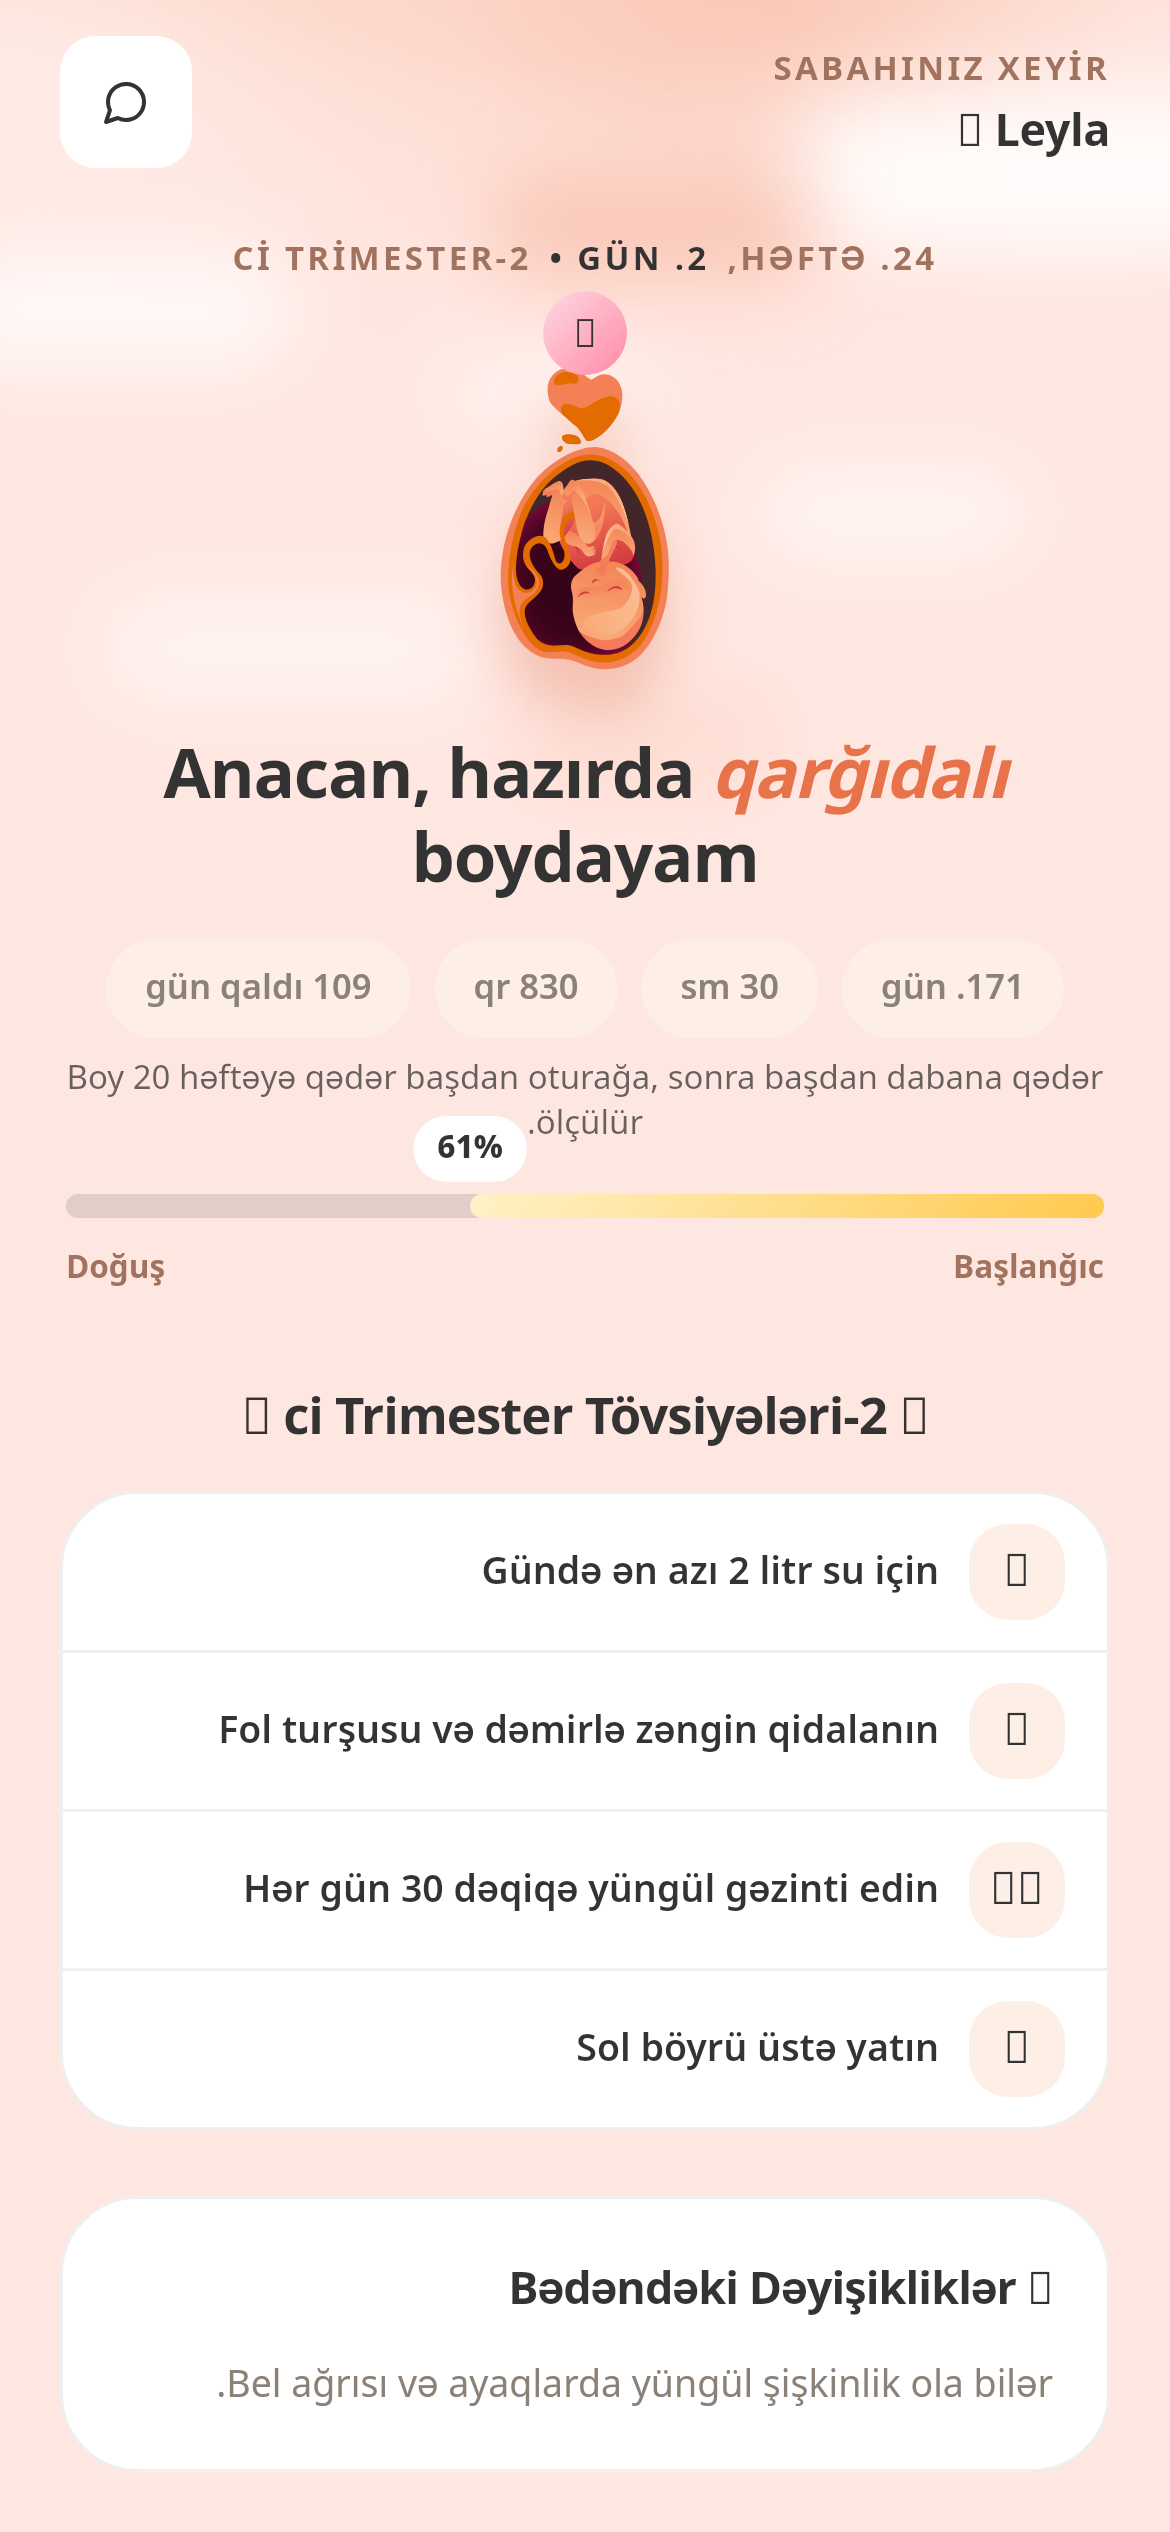 SABAHINIZ XEYİR
Leyla
24. HƏFTƏ, 2. GÜN • 2-Cİ TRİMESTER
Anacan, hazırda qarğıdalı
boydayam
171. gün
30 sm
830 qr
109 gün qaldı
Boy 20 həftəyə qədər başdan oturağa, sonra başdan dabana qədər
ölçülür.
61%
Başlanğıc
Doğuş
2-ci Trimester Tövsiyələri
Gündə ən azı 2 litr su için
Fol turşusu və dəmirlə zəngin qidalanın
Hər gün 30 dəqiqə yüngül gəzinti edin
Sol böyrü üstə yatın
Bədəndəki Dəyişikliklər
Bel ağrısı və ayaqlarda yüngül şişkinlik ola bilər.